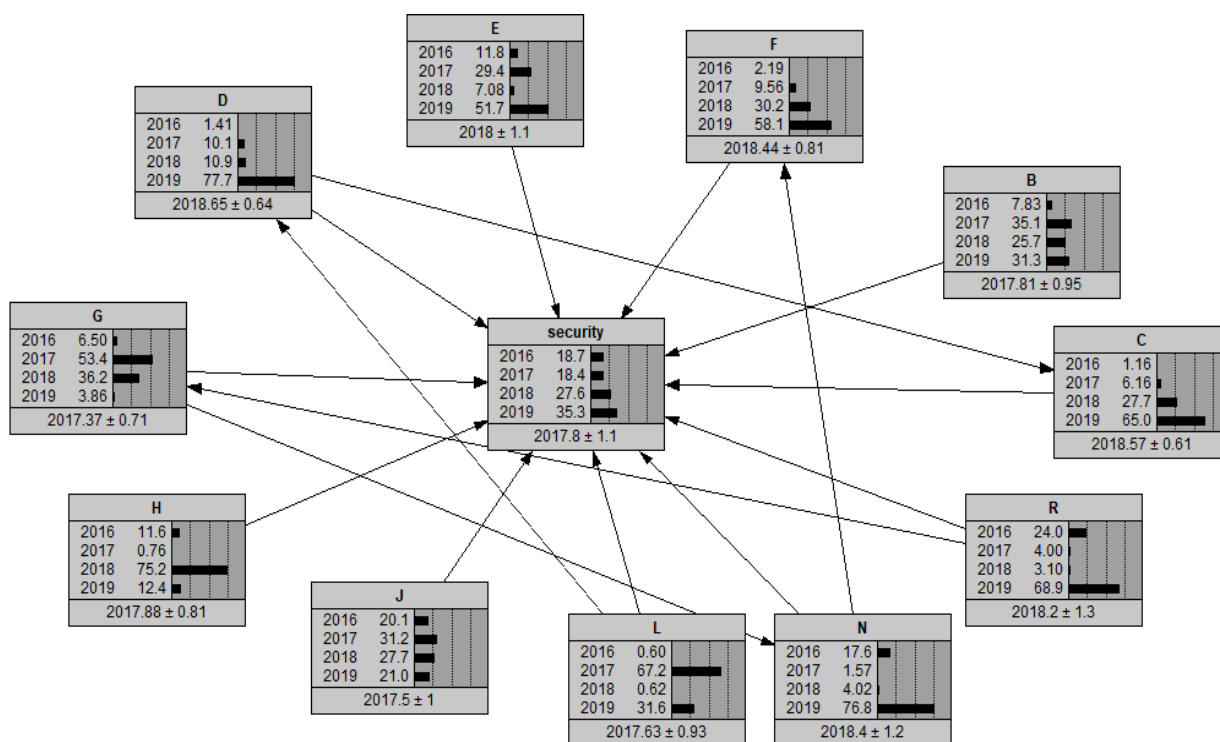 E
2016 11.8
2017 29.4
2018 7.08
2019 51.7
2018 ± 1.1
F
2016 2.19
2017 9.56
2018 30.2
2019 58.1
2018.44 ± 0.81
D
2016 1.41
2017 10.1
2018 10.9
2019 77.7
2018.65 ± 0.64
B
2016 7.83
2017 35.1
2018 25.7
2019 31.3
2017.81 ± 0.95
G
2016 6.50
2017 53.4
2018 36.2
2019 3.86
2017.37 ± 0.71
security
2016 18.7
2017 18.4
2018 27.6
2019 35.3
2017.8 ± 1.1
C
2016 1.16
2017 6.16
2018 27.7
2019 65.0
2018.57 ± 0.61
H
2016 11.6
2017 0.76
2018 75.2
2019 12.4
2017.88 ± 0.81
R
2016 24.0
2017 4.00
2018 3.10
2019 68.9
2018.2 ± 1.3
J
2016 20.1
2017 31.2
2018 27.7
2019 21.0
2017.5 ± 1
L
2016 0.60
2017 67.2
2018 0.62
2019 31.6
2017.63 ± 0.93
N
2016 17.6
2017 1.57
2018 4.02
2019 76.8
2018.4 ± 1.2